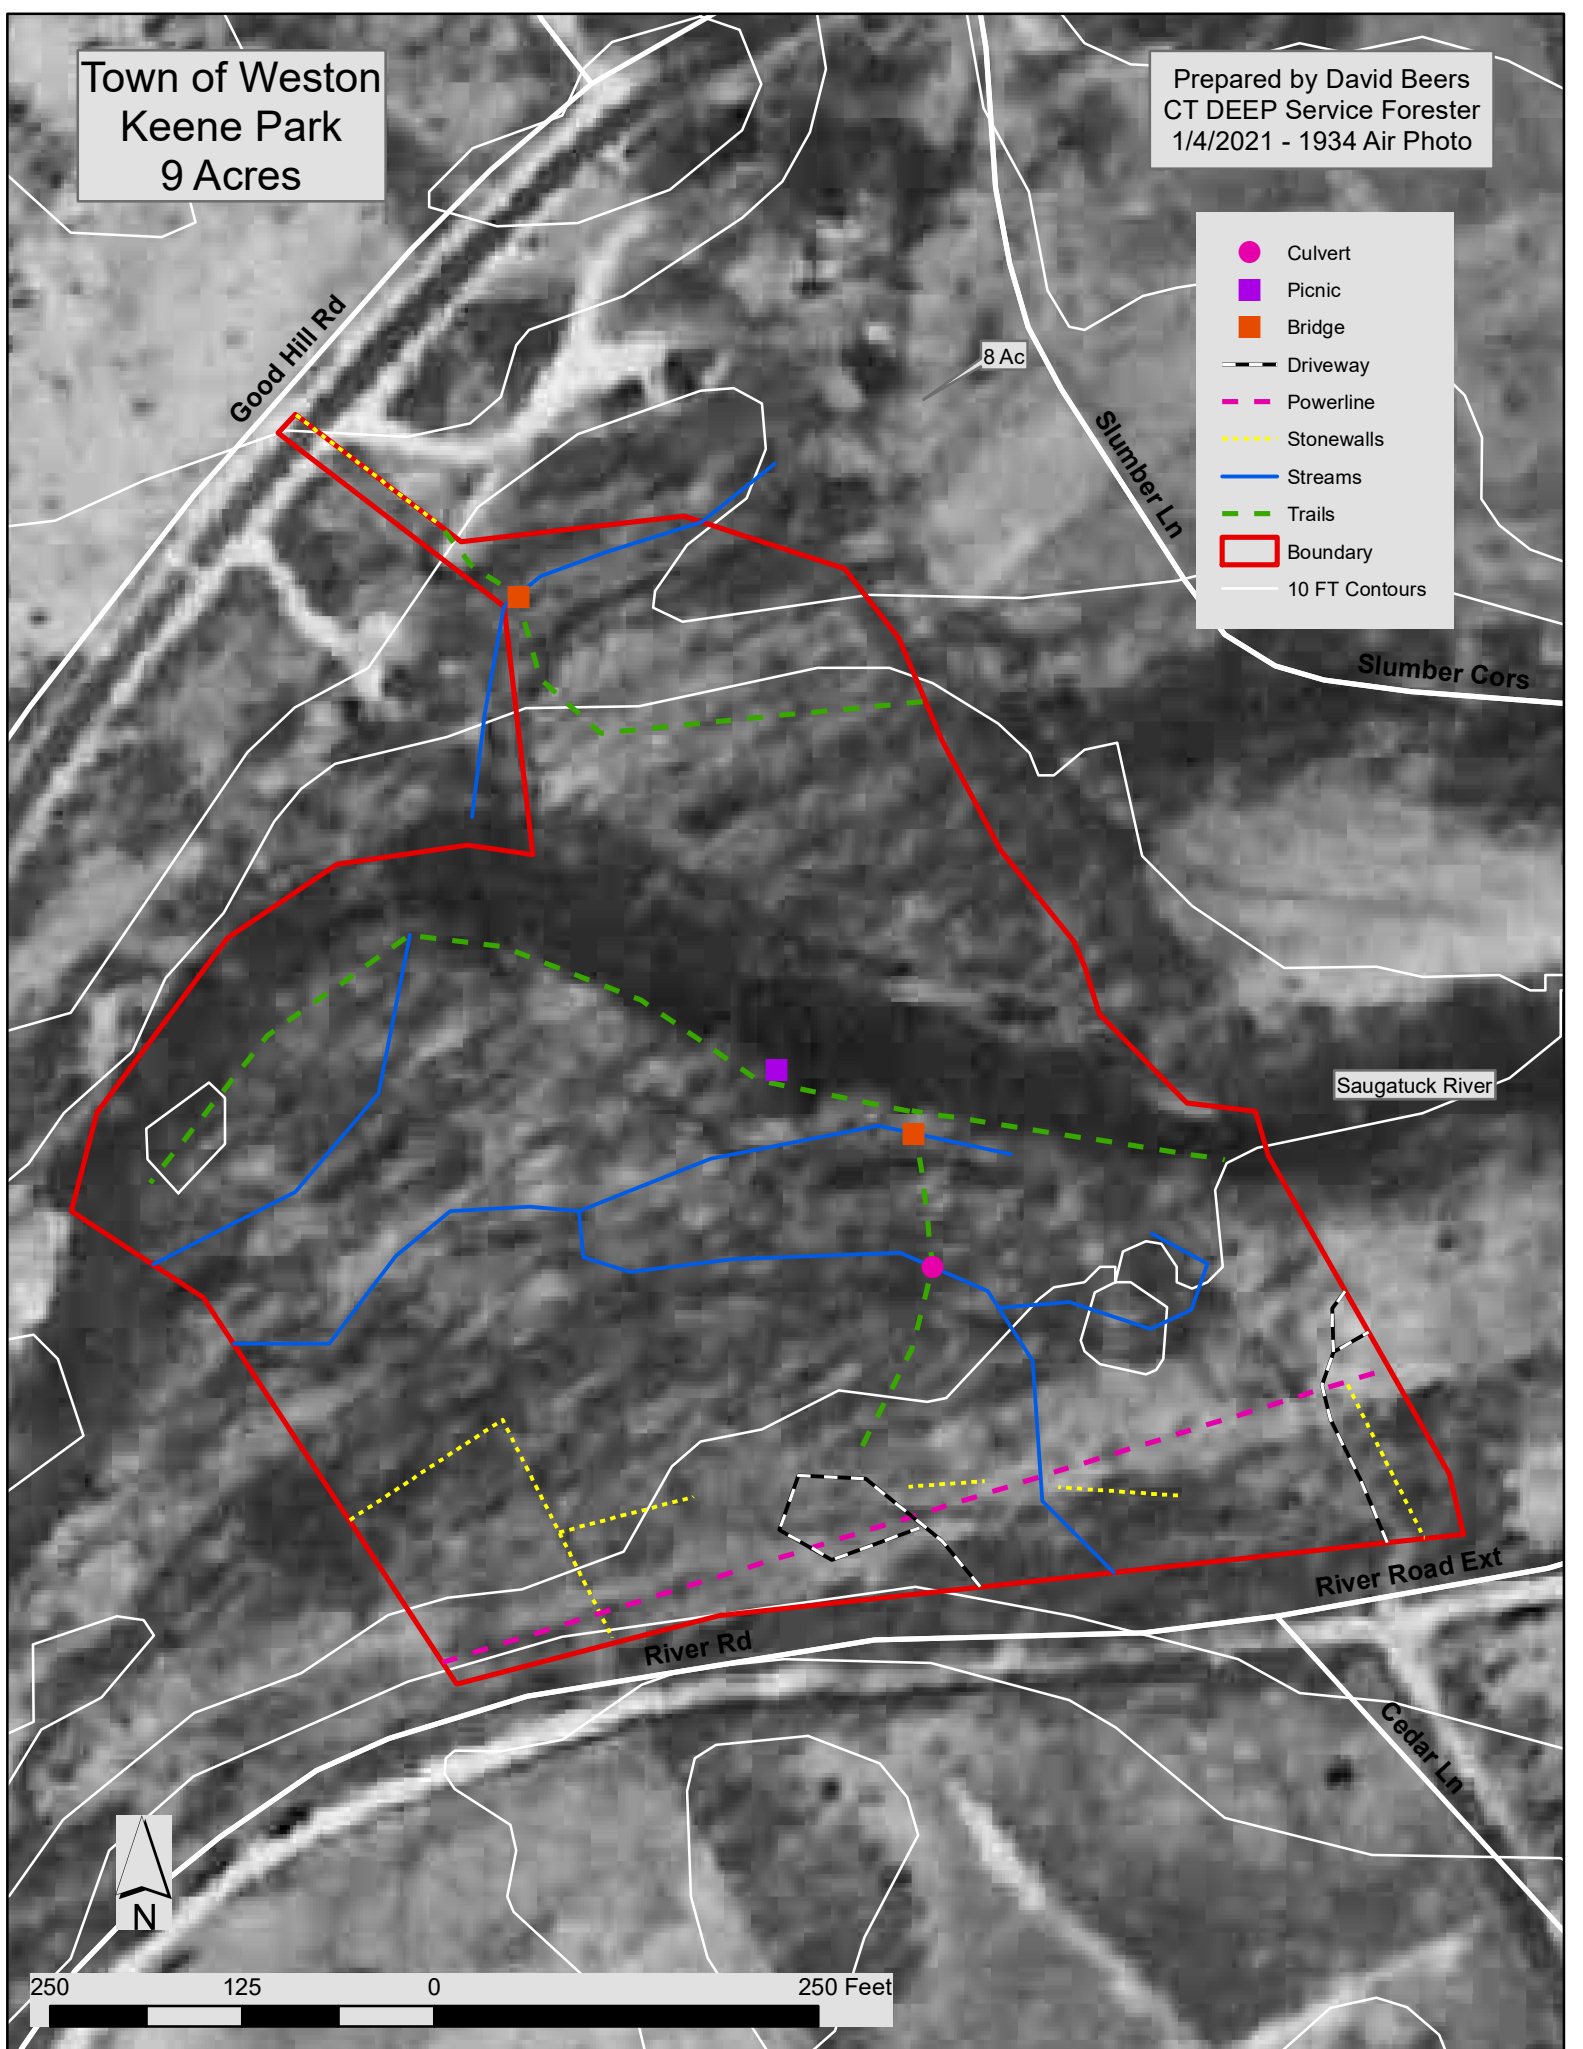 Town of Weston
Keene Park
9 Acres
Prepared by David Beers
CT DEEP Service Forester
1/4/2021 - 1934 Air Photo
Culvert
Picnic
Bridge
Driveway
Powerline
Stonewalls
Streams
Trails
Boundary
10 FT Contours
Good Hill Rd
8 Ac
Slumber Ln
Slumber Cors
Saugatuck River
River Road Ext
River Rd
Cedar Ln
N
250 125 0 250 Feet